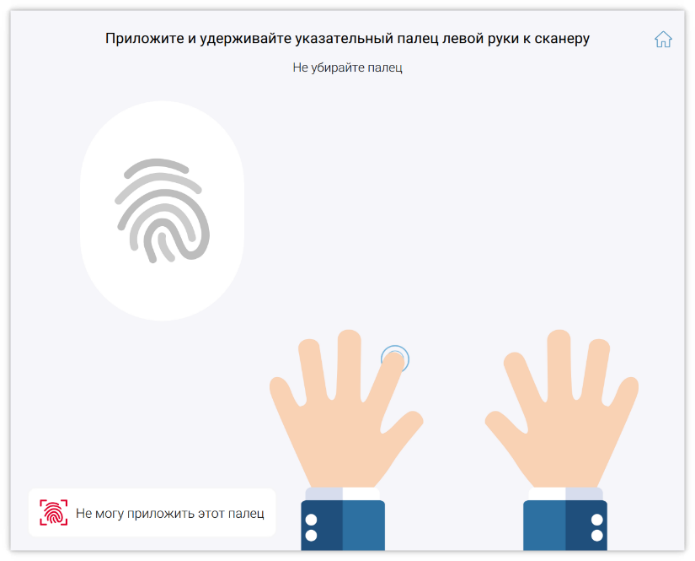 Приложите и удерживайте указательный палец левой руки к сканеру
Не убирайте палец
Не могу приложить этот палец